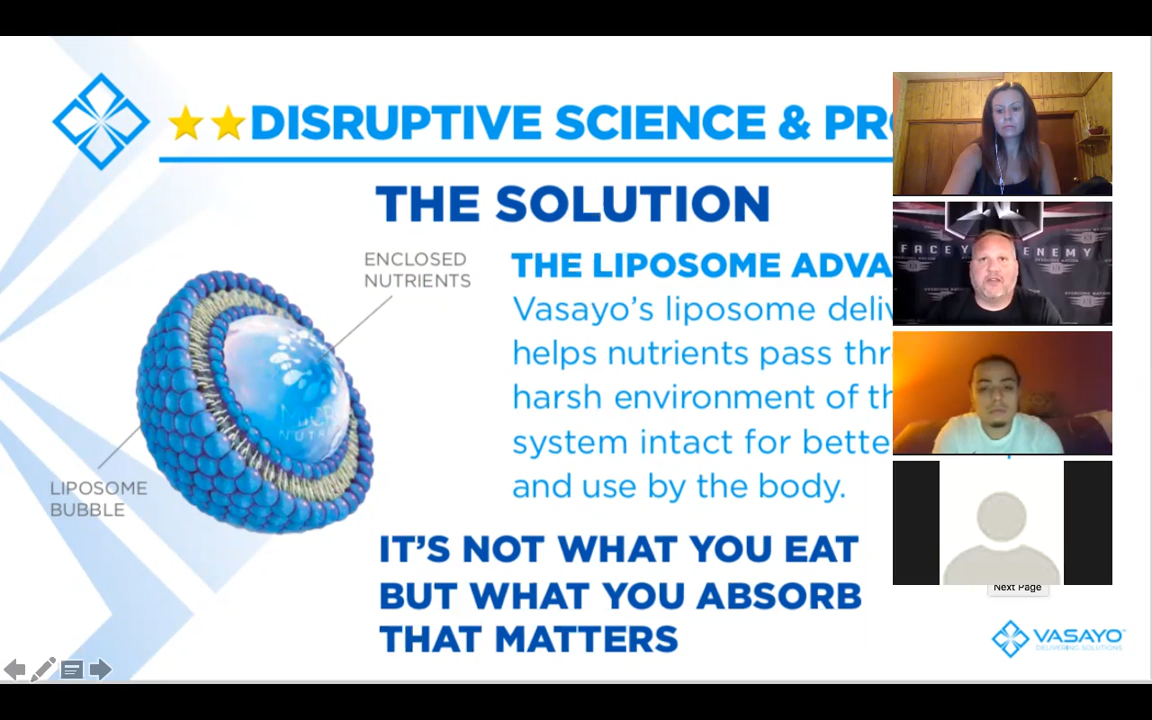 DISRUPTIVE SCIENCE & PR
THE SOLUTION
ENCLOSED
NUTRIENTS
THE LIPOSOME ADVA
Vasayo's liposome deliv
helps nutrients pass thr
harsh environment of th
system intact for bette
and use by the body.
LIPOSOME
BUBBLE
IT'S NOT WHAT YOU EAT
BUT WHAT YOU ABSORB
THAT MATTERS
FACE Y
ENEMY
Next Page
VASAYO
DELIVERING SOLUTIONS